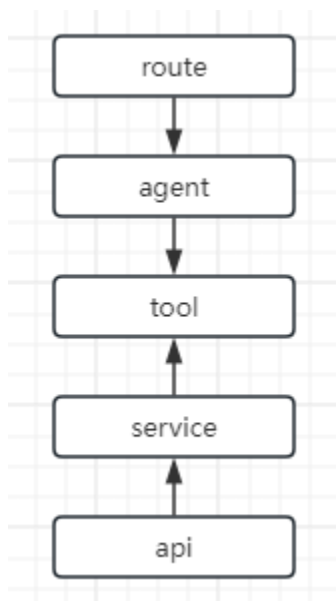 route
agent
tool
service
api